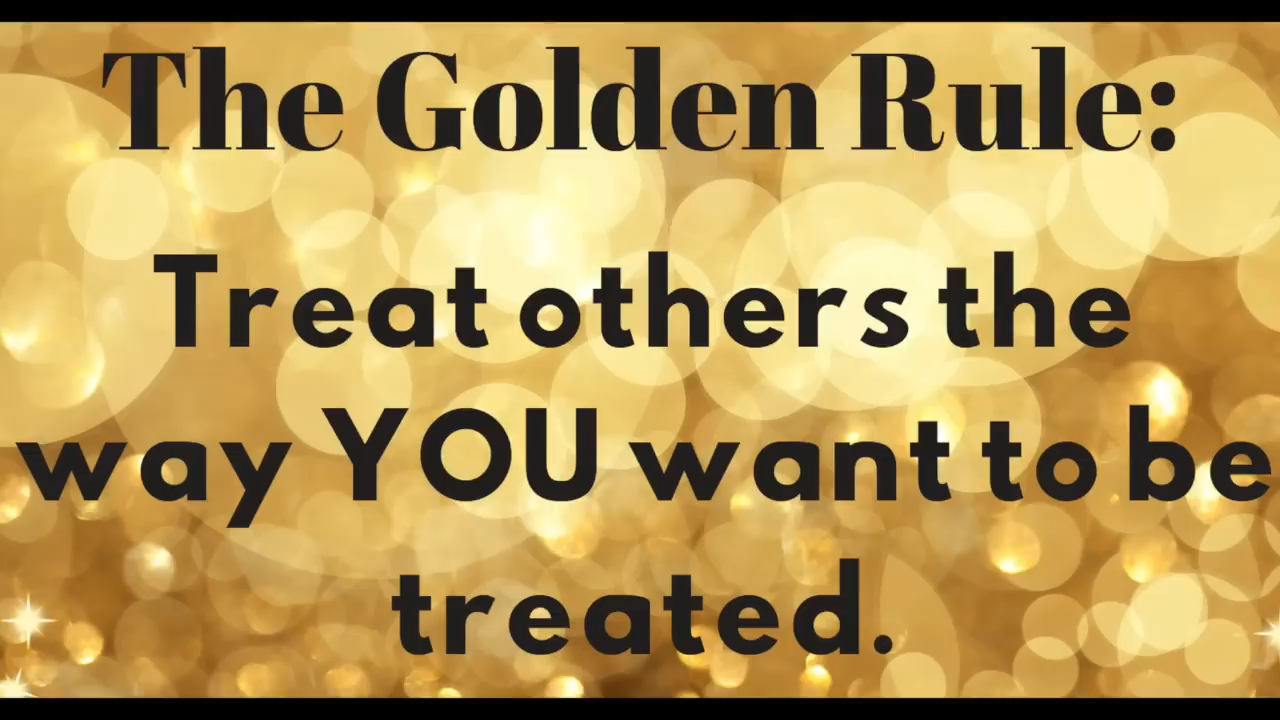 The Golden Rule:
Treat others the
way YOU want to be
treated.